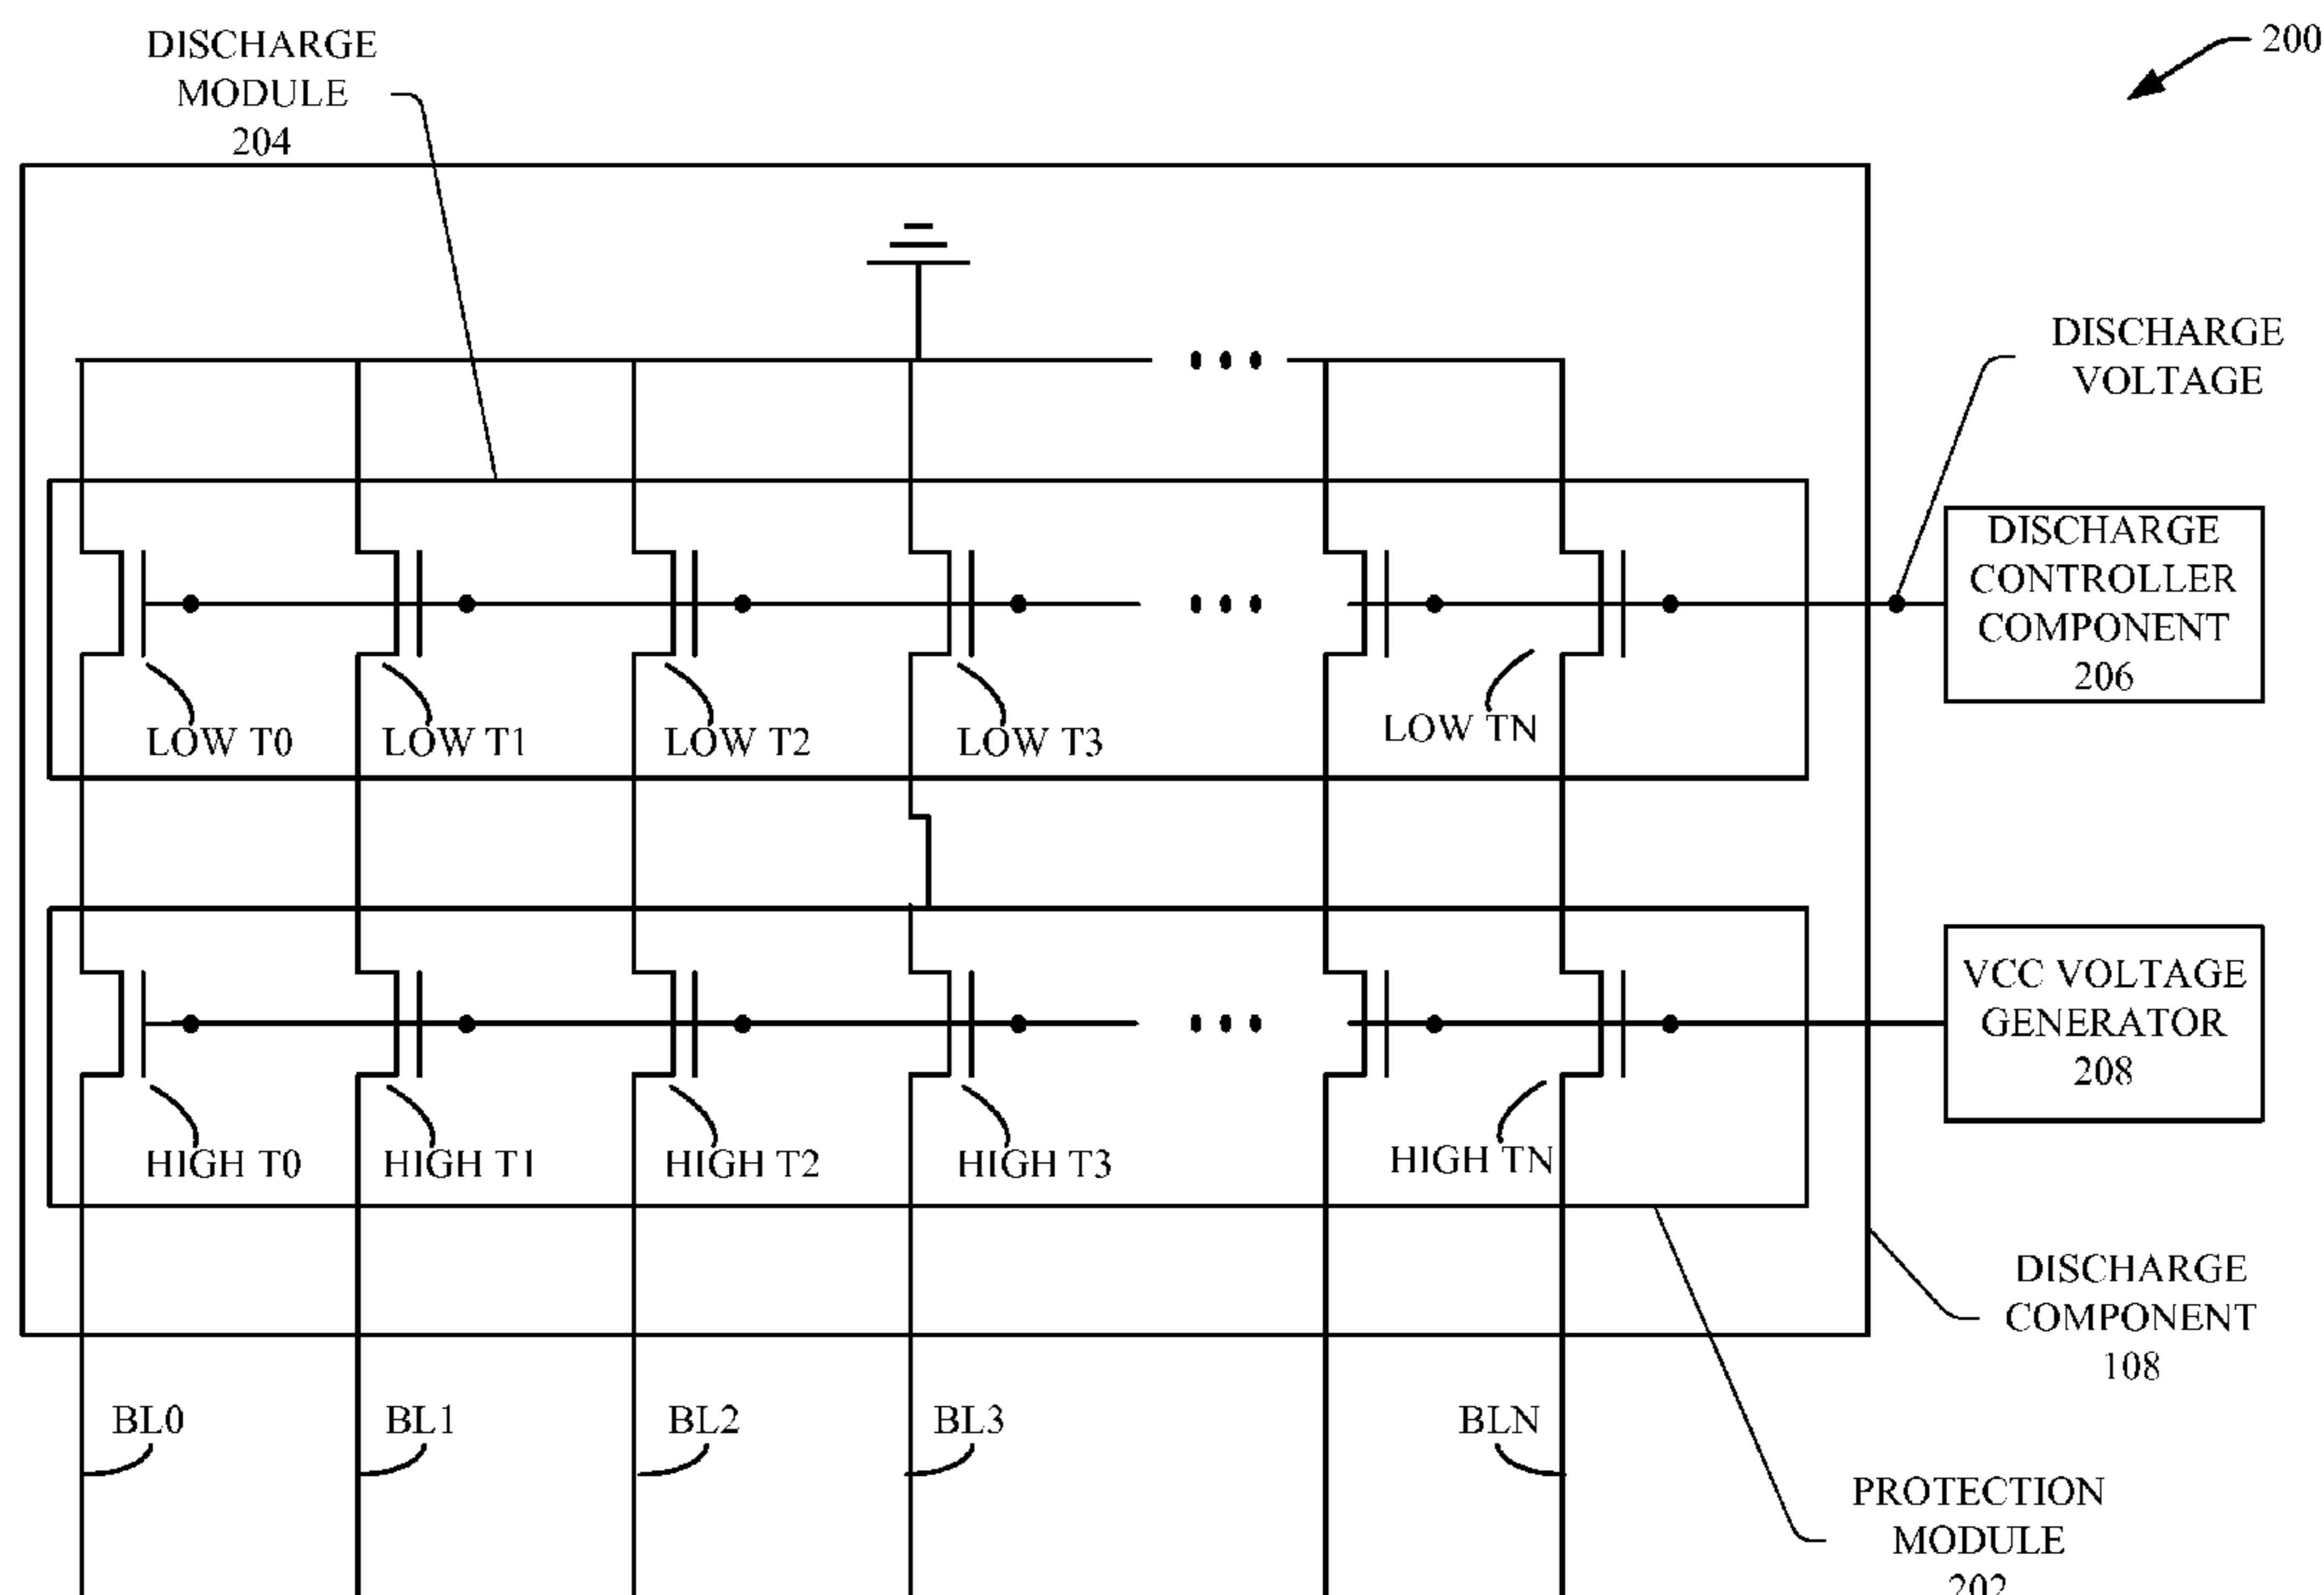 DISCHARGE
MODULE
204
200
DISCHARGE
VOLTAGE
DISCHARGE
CONTROLLER
COMPONENT
206
LOW T0
LOW T1
LOW T2
LOW T3
LOW TN
VCC VOLTAGE
GENERATOR
208
HIGH T0
HIGH T1
HIGH T2
HIGH T3
HIGH TN
DISCHARGE
COMPONENT
108
BL0
BL1
BL2
BL3
BLN
PROTECTION
MODULE
202